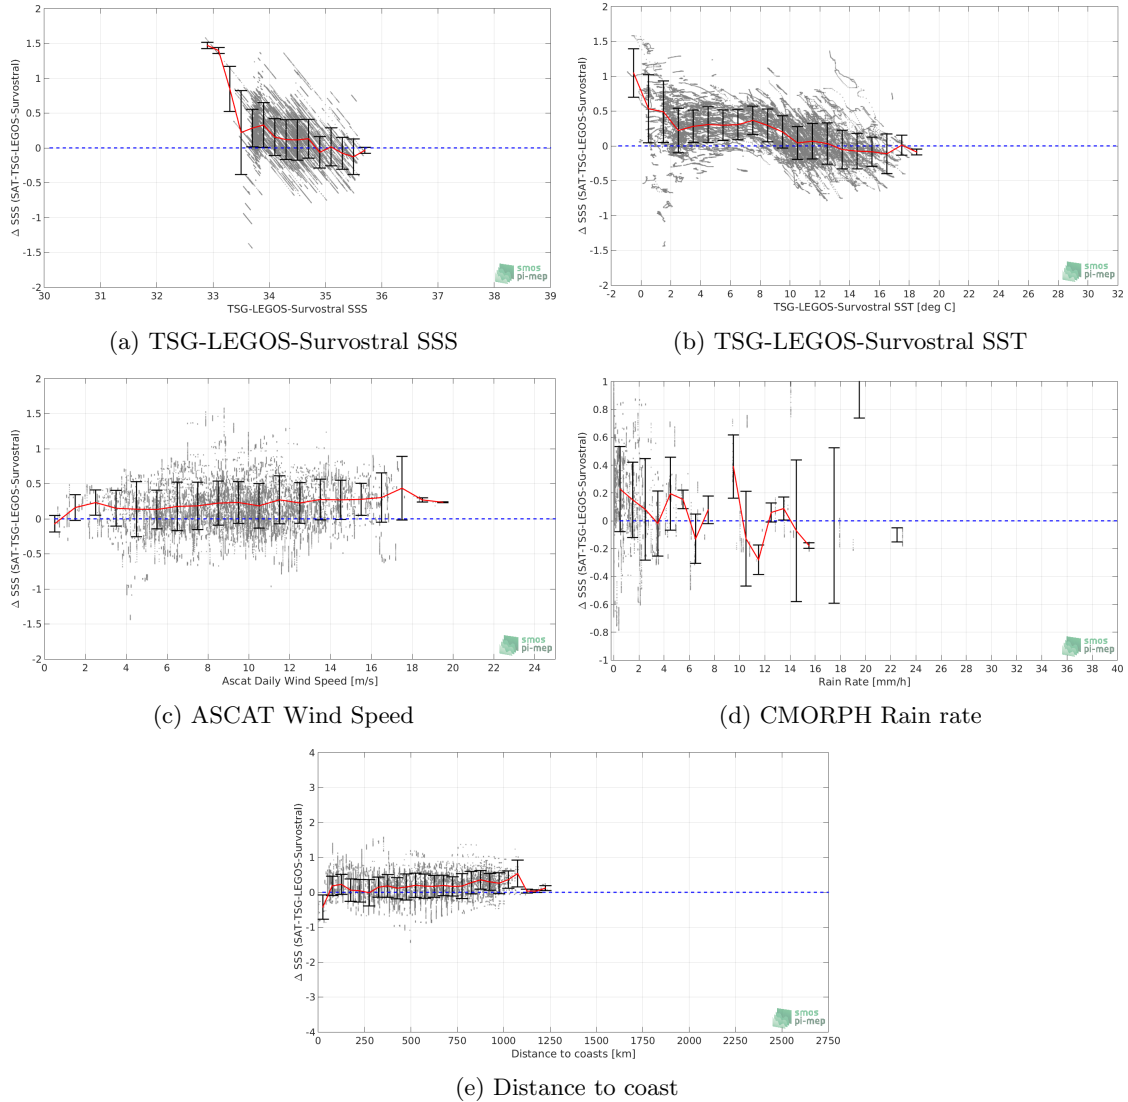 2
1.5
1
0.5
0
-0.5
-1
-1.5
-2
Δ SSS (SAT-TSG-LEGOS-Survostral)
30 31 32 33 34 35 36 37 38 39
TSG-LEGOS-Survostral SSS
smos
pi-mep
(a) TSG-LEGOS-Survostral SSS
2
1.5
1
0.5
0
-0.5
-1
-1.5
-2
Δ SSS (SAT-TSG-LEGOS-Survostral)
-2 0 2 4 6 8 10 12 14 16 18 20 22 24 26 28 30 32
TSG-LEGOS-Survostral SST [deg C]
smos
pi-mep
(b) TSG-LEGOS-Survostral SST
2
1.5
1
0.5
0
-0.5
-1
-1.5
-2
Δ SSS (SAT-TSG-LEGOS-Survostral)
0 2 4 6 8 10 12 14 16 18 20 22 24
Ascat Daily Wind Speed [m/s]
smos
pi-mep
(c) ASCAT Wind Speed
1
0.8
0.6
0.4
0.2
0
-0.2
-0.4
-0.6
-0.8
-1
Δ SSS (SAT-TSG-LEGOS-Survostral)
0 2 4 6 8 10 12 14 16 18 20 22 24 26 28 30 32 34 36 38 40
Rain Rate [mm/h]
smos
pi-mep
(d) CMORPH Rain rate
4
3
2
1
0
-1
-2
-3
-4
Δ SSS (SAT-TSG-LEGOS-Survostral)
0 250 500 750 1000 1250 1500 1750 2000 2250 2500 2750
Distance to coasts [km]
smos
pi-mep
(e) Distance to coast